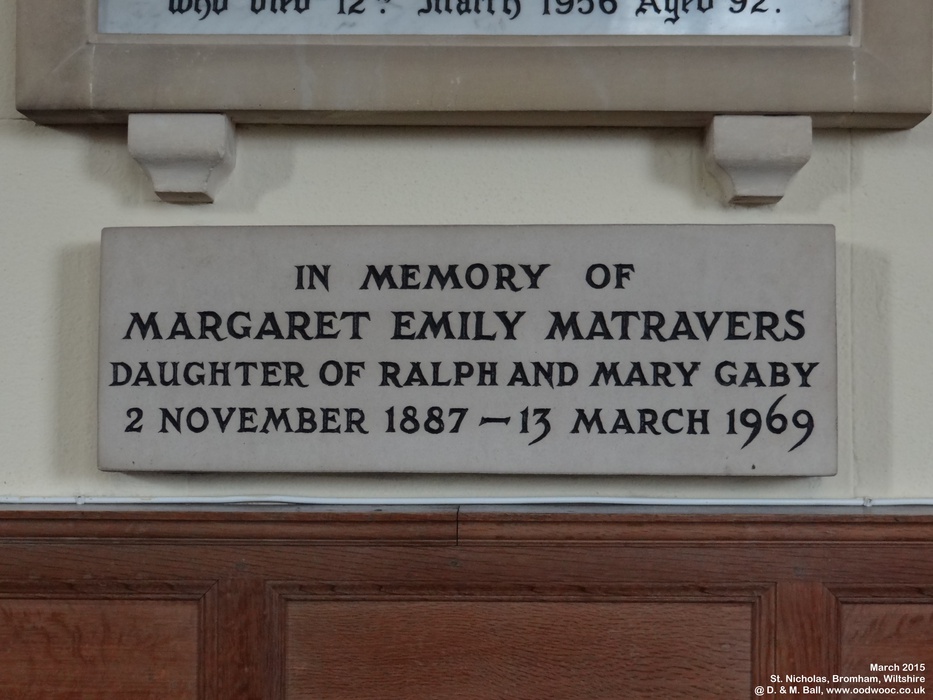 who died 12th March 1956 Aged 92.
IN MEMORY OF
MARGARET EMILY MATRAVERS
DAUGHTER OF RALPH AND MARY GABY
2 NOVEMBER 1887 — 13 MARCH 1969
March 2015
St. Nicholas, Bromham, Wiltshire
@ D. & M. Ball, www.oodwooc.co.uk